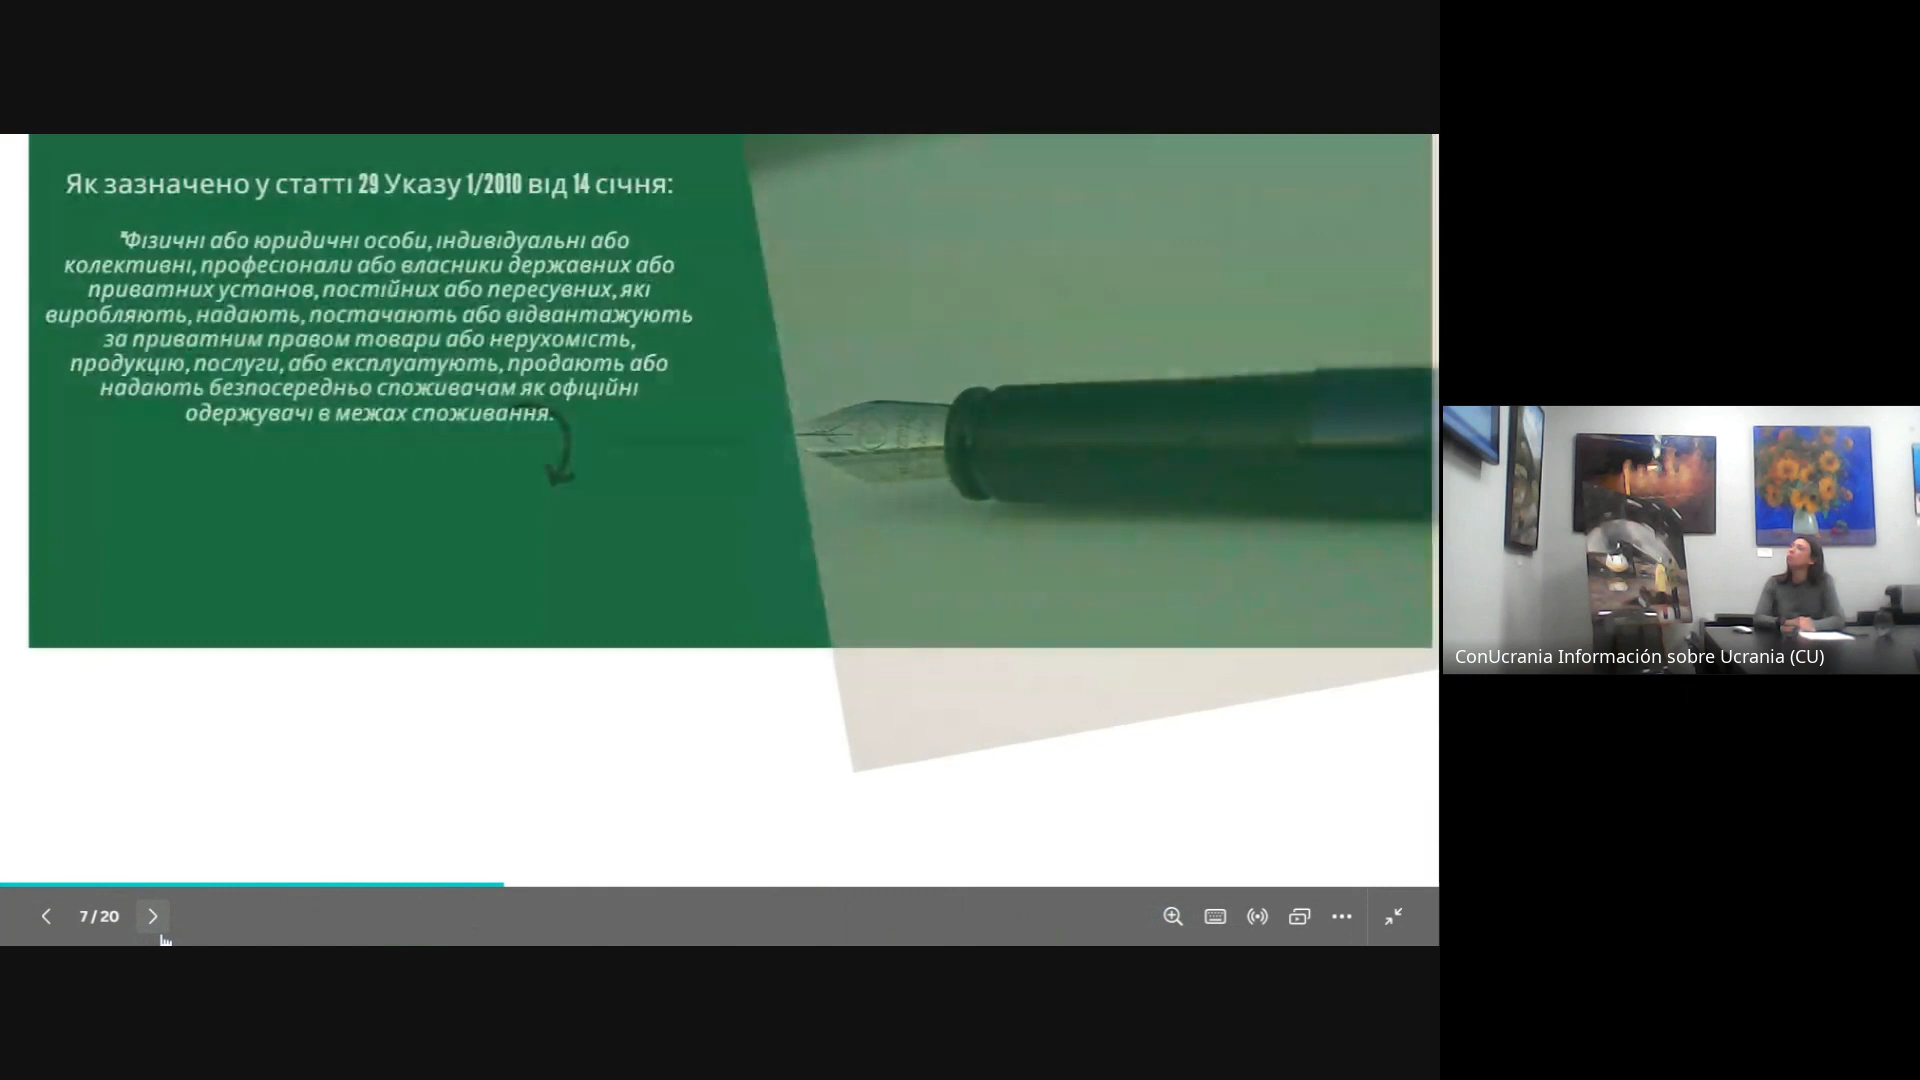 Як зазначено у статті 29 Указу 1/2010 від 14 січня:
"Фізичні або юридичні особи, індивідуальні або
колективні, професіонали або власники державних або
приватних установ, постійних або пересувних, які
виробляють, надають, постачають або відвантажують
за приватним правом товари або нерухомість,
продукцію, послуги, або експлуатують, продають або
надають безпосередньо споживачам як офіційні
одержувачі в межах споживання.
7 / 20
ConUcrania Información sobre Ucrania (CU)